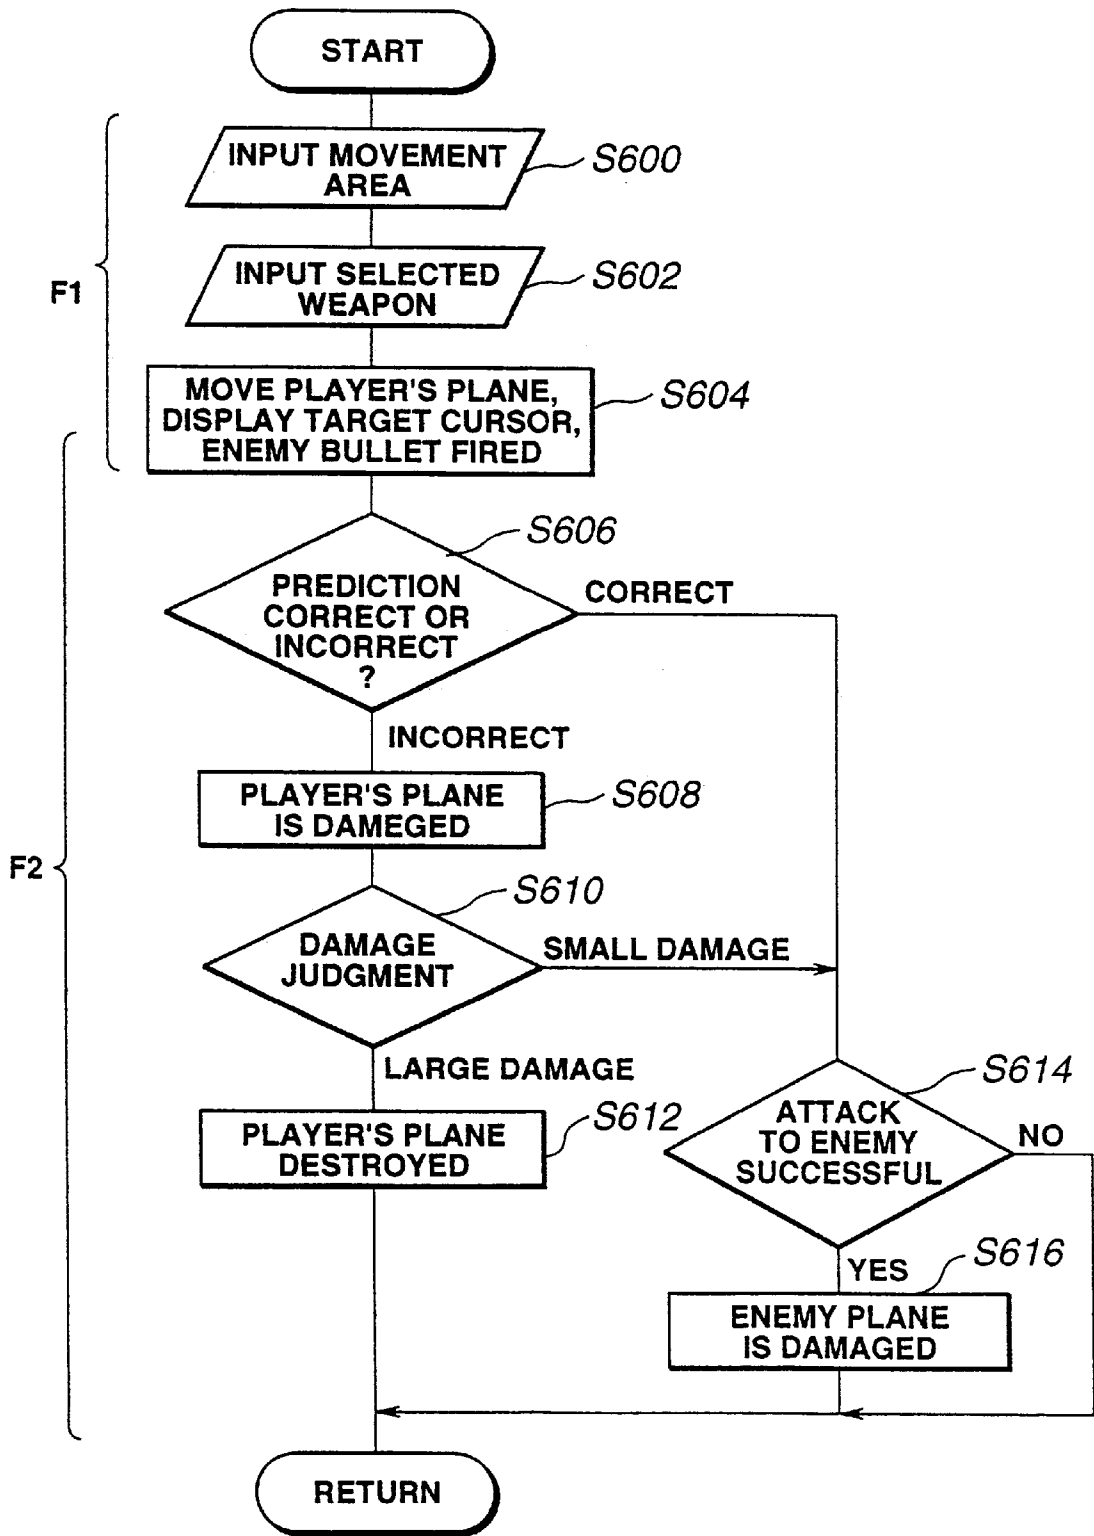 START
INPUT MOVEMENT
AREA
S600
INPUT SELECTED
WEAPON
S602
F1
MOVE PLAYER'S PLANE,
DISPLAY TARGET CURSOR,
ENEMY BULLET FIRED
S604
S606
PREDICTION
CORRECT OR
INCORRECT
?
CORRECT
INCORRECT
PLAYER'S PLANE
IS DAMEGED
S608
F2
S610
DAMAGE
JUDGMENT
SMALL DAMAGE
LARGE DAMAGE
S612
PLAYER'S PLANE
DESTROYED
S614
ATTACK
TO ENEMY
SUCCESSFUL
NO
YES
S616
ENEMY PLANE
IS DAMAGED
RETURN